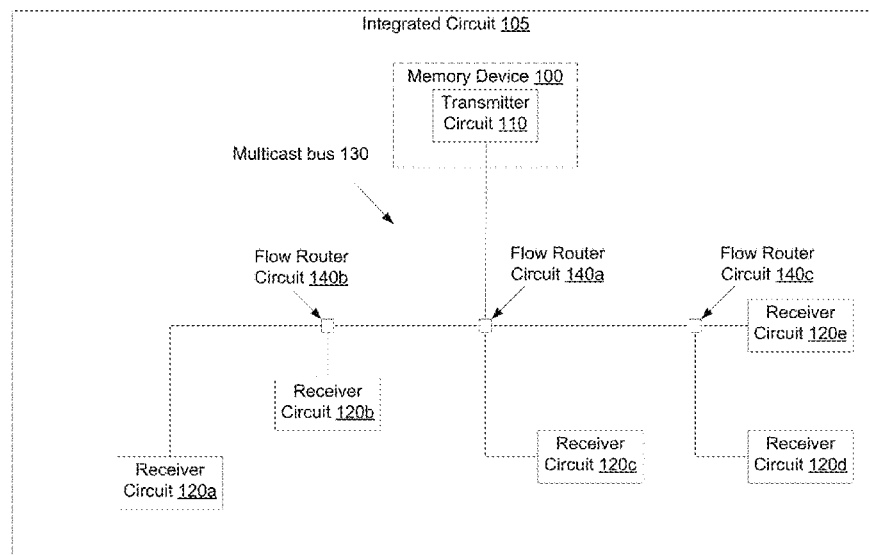 Integrated Circuit 105
Memory Device 100
Transmitter
Circuit 110
Multicast bus 130
Flow Router
Circuit 140b
Flow Router
Circuit 140a
Flow Router
Circuit 140c
Receiver
Circuit 120e
Receiver
Circuit 120b
Receiver
Circuit 120a
Receiver
Circuit 120c
Receiver
Circuit 120d